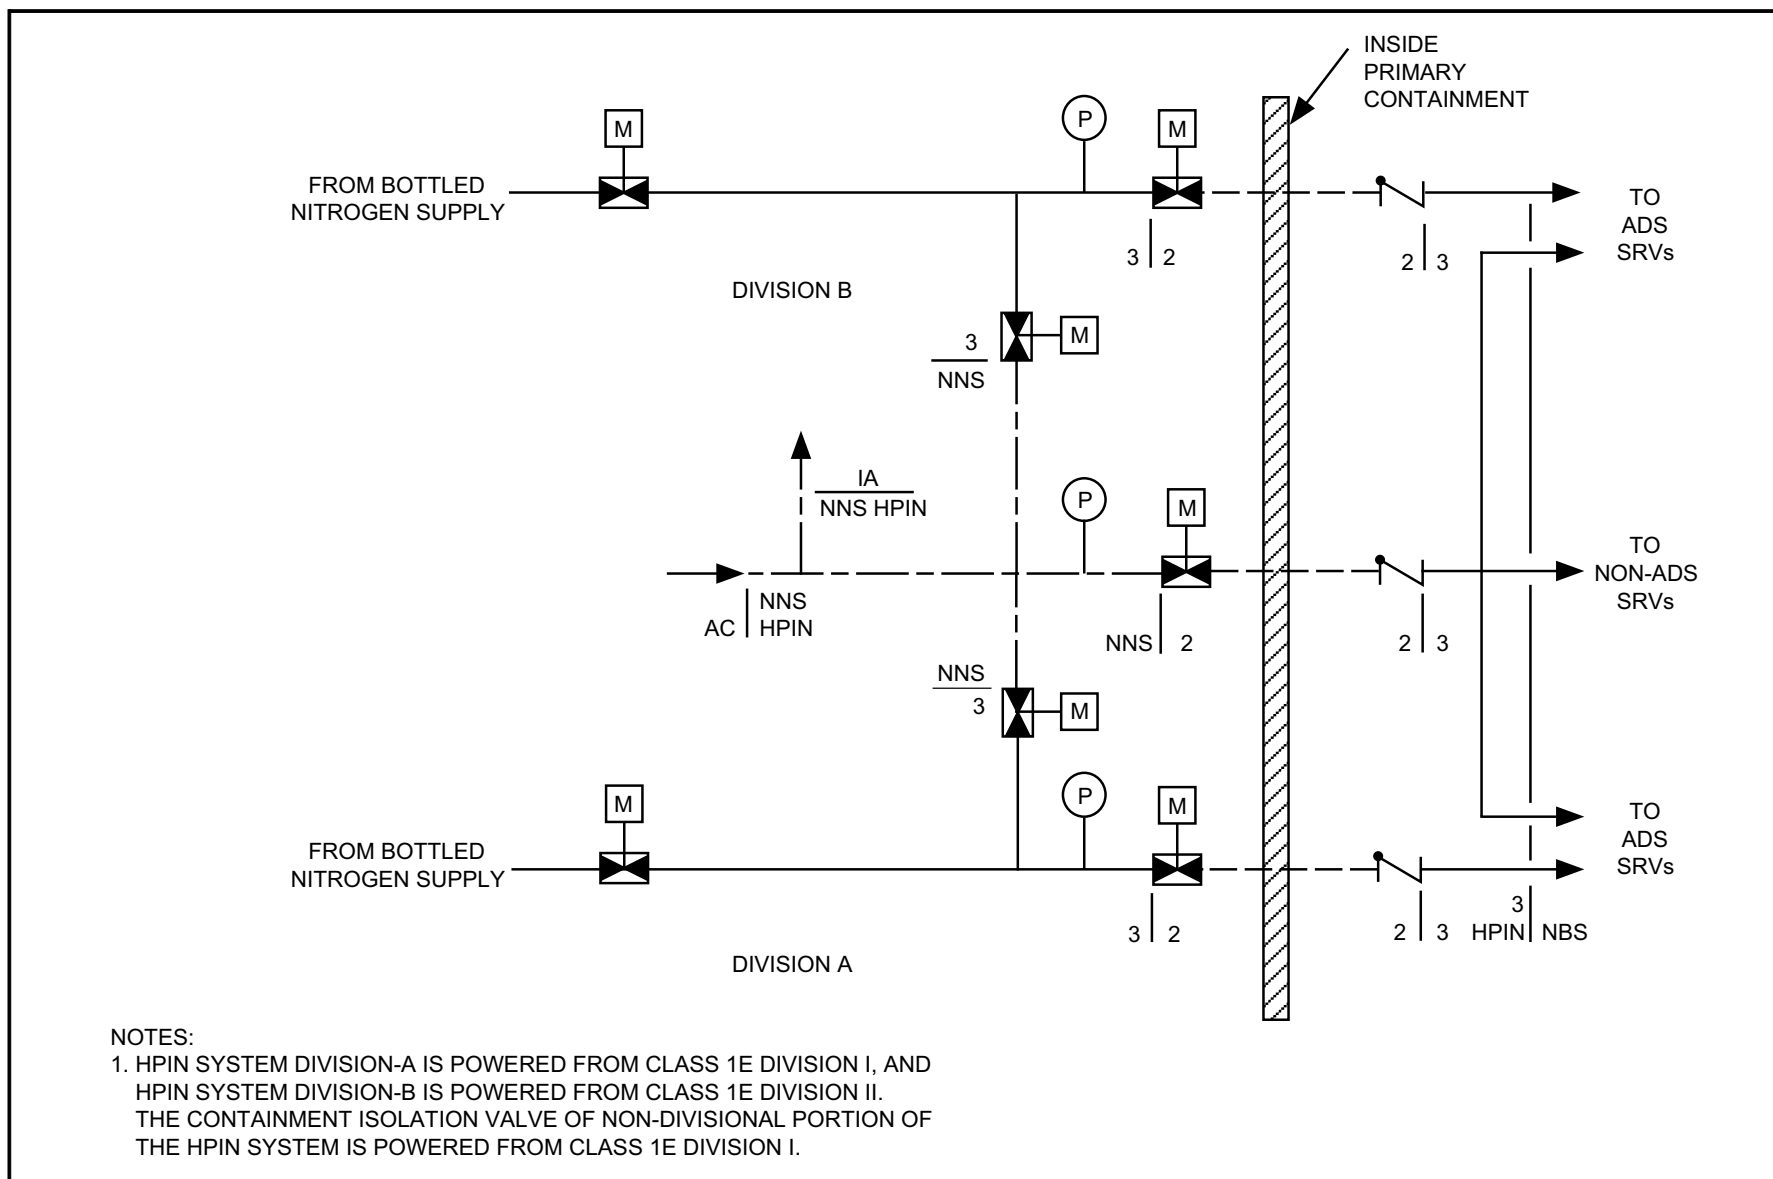 INSIDE
PRIMARY
CONTAINMENT
M
P
M
FROM BOTTLED
NITROGEN SUPPLY
TO
ADS
SRVs
3 2
2 3
DIVISION B
M
3
NNS
IA
NNS HPIN
P
M
TO
NON-ADS
SRVs
AC
NNS
HPIN
NNS 2
2 3
NNS
3
M
M
P
M
FROM BOTTLED
NITROGEN SUPPLY
TO
ADS
SRVs
3 2
2 3
3
HPIN NBS
DIVISION A
NOTES:
1. HPIN SYSTEM DIVISION-A IS POWERED FROM CLASS 1E DIVISION I, AND
HPIN SYSTEM DIVISION-B IS POWERED FROM CLASS 1E DIVISION II.
THE CONTAINMENT ISOLATION VALVE OF NON-DIVISIONAL PORTION OF
THE HPIN SYSTEM IS POWERED FROM CLASS 1E DIVISION I.